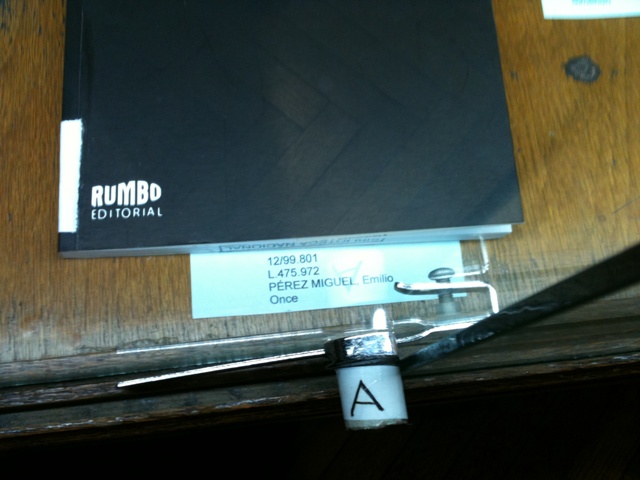 RUMBO
EDITORIAL
12/99.801
L.475.972
PÉREZ MIGUEL, Emilio
Once
A